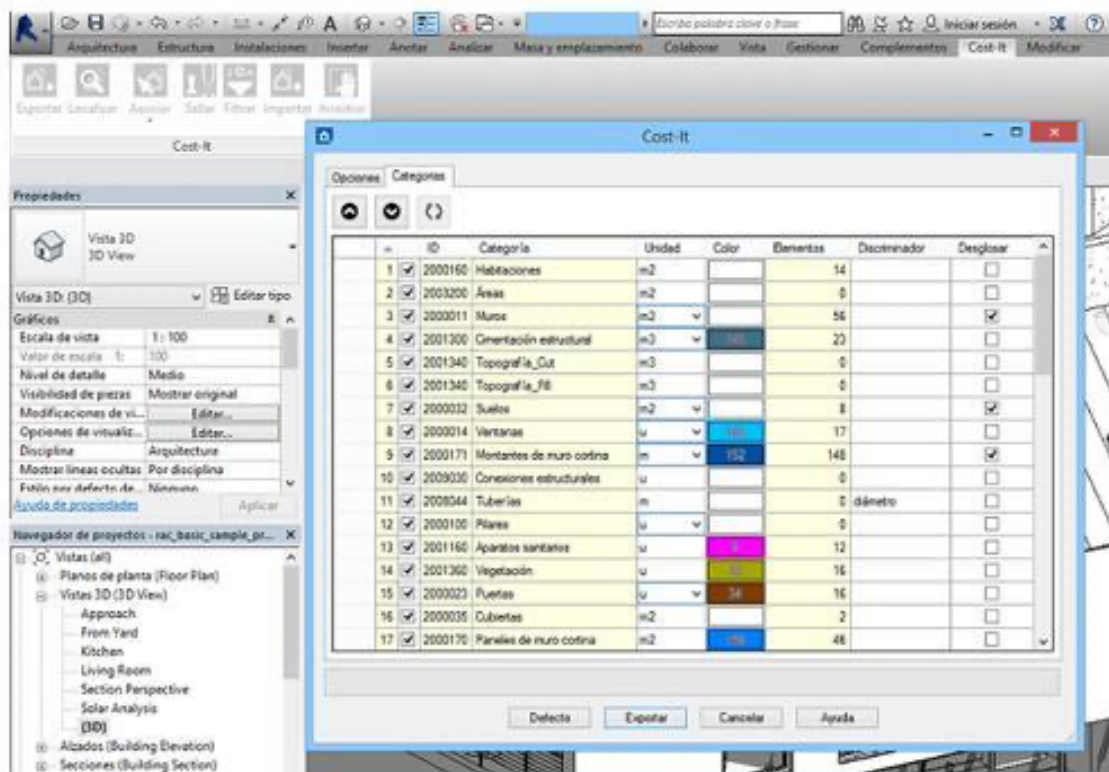 Escriba palabra clave o frase
Iniciar sesión
Arquitectura Estructura Instalaciones Insertar Anotar Analizar Masa y emplazamiento Colaborar Vista Gestionar Complementos Cost-It Modificar
Exportar Localizar Asociar Sellar Filtrar Importar
Cost-It
Cost-It
Opciones Categorías
Propiedades
Vista 3D
3D View
Vista 3D: {3D} Editar tipo
Gráficos
Escala de vista 1 : 100
Valor de escala 1: 100
Nivel de detalle Medio
Visibilidad de piezas Mostrar original
Modificaciones de vi... Editar...
Opciones de visualiz... Editar...
Disciplina Arquitectura
Mostrar líneas ocultas Por disciplina
Estilo por defecto de... Ninguno
Ayuda de propiedades Aplicar
Navegador de proyectos - rac_basic_sample_pr...
Vistas (all)
Planos de planta (Floor Plan)
Vistas 3D (3D View)
Approach
From Yard
Kitchen
Living Room
Section Perspective
Solar Analysis
{3D}
Alzados (Building Elevation)
Secciones (Building Section)
ID Categoría Unidad Color Elementos Discriminador Desglosar
1 2000160 Habitaciones m2 14
2 2003200 Áreas m2 0
3 2000011 Muros m2 56
4 2001300 Cimentación estructural m3 23
5 2001340 Topografía_Cut m3 0
6 2001340 Topografía_Fill m3 0
7 2000032 Suelos m2 8
8 2000014 Ventanas u 17
9 2000171 Montantes de muro cortina m 152 148
10 2009030 Conexiones estructurales u 0
11 2008044 Tuberías m 0 diámetro
12 2000100 Pilares u 0
13 2001160 Aparatos sanitarios u 12
14 2001360 Vegetación u 16
15 2000023 Puertas u 34 16
16 2000035 Cubiertas m2 2
17 2000170 Paneles de muro cortina m2 46
Defecto Exportar Cancelar Ayuda